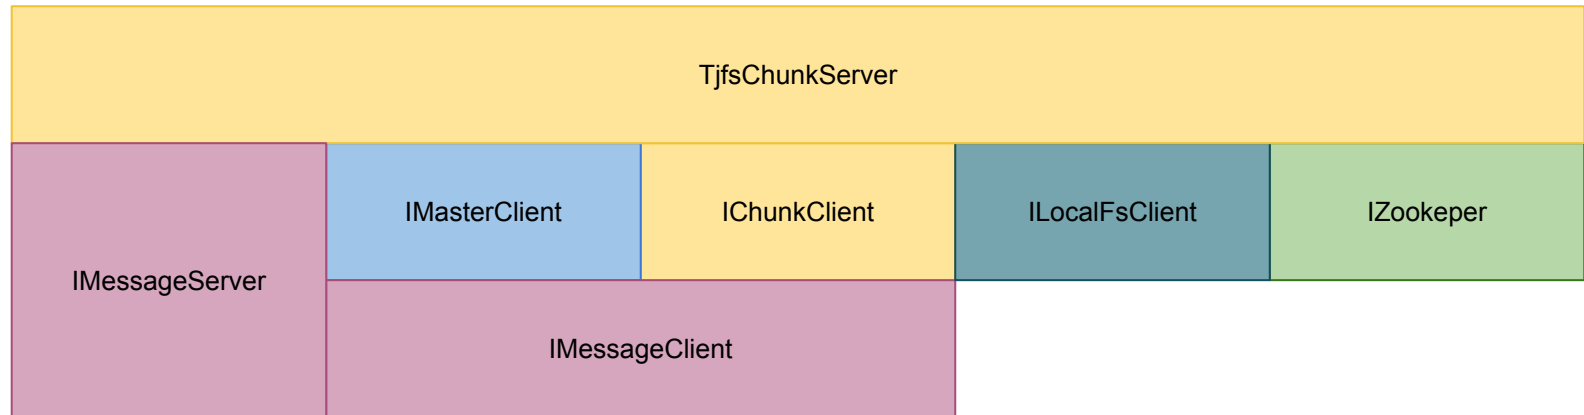 TjfsChunkServer
IMasterClient
IChunkClient
ILocalFsClient
IZookeper
IMessageServer
IMessageClient